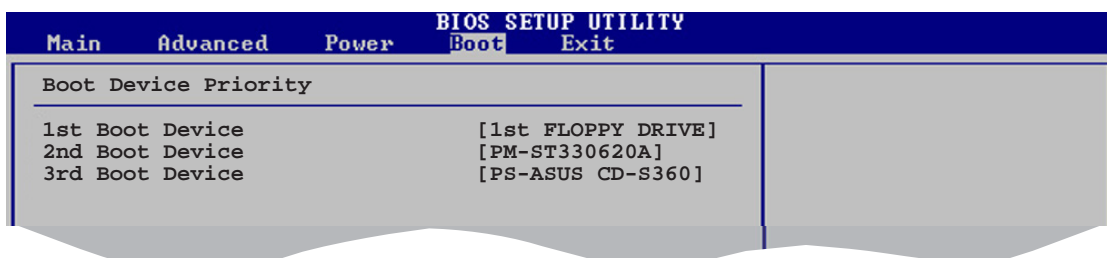 BIOS SETUP UTILITY
Main Advanced Power Boot Exit
Boot Device Priority
1st Boot Device [1st FLOPPY DRIVE]
2nd Boot Device [PM-ST330620A]
3rd Boot Device [PS-ASUS CD-S360]